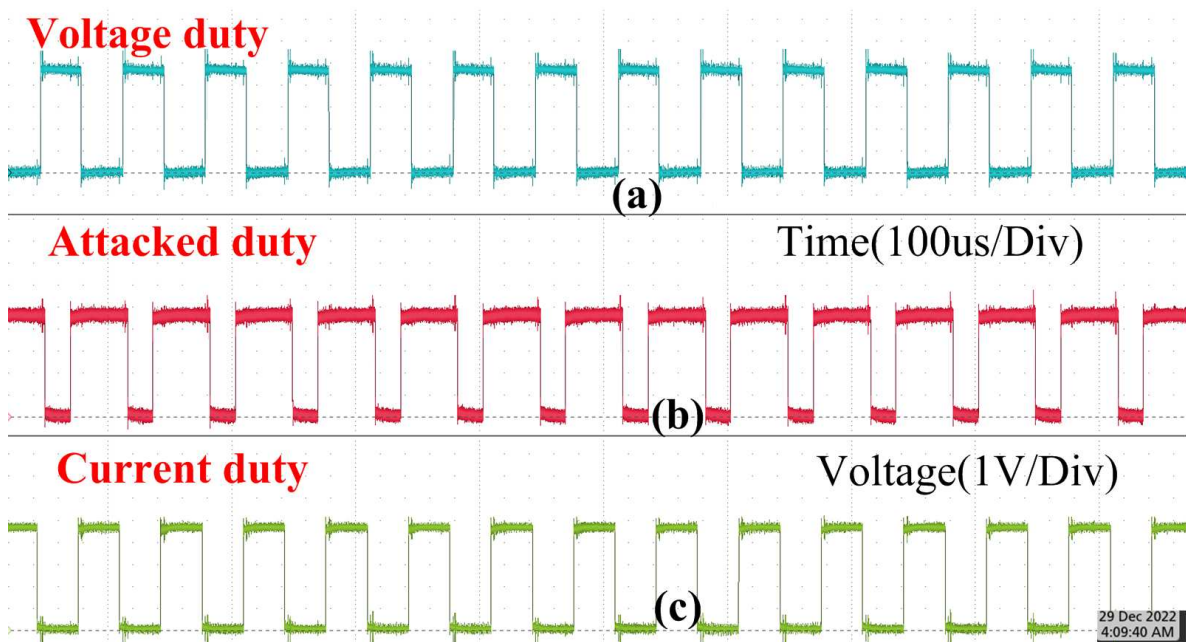 Voltage duty
(a)
Attacked duty
Time(100us/Div)
(b)
Current duty
Voltage(1V/Div)
(c)
29 Dec 2022
4:09:40 AM